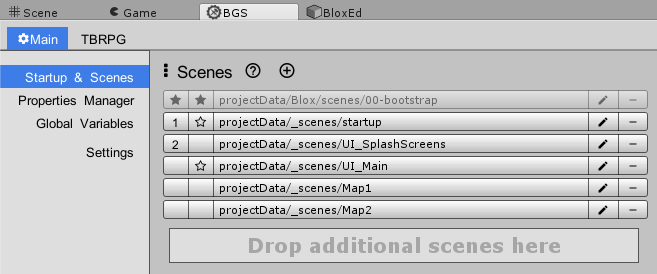 Scene Game BGS BloxEd
Main TBRPG
Startup & Scenes
Properties Manager
Global Variables
Settings
Scenes
projectData/Blox/scenes/00-bootstrap
1 projectData/_scenes/startup
2 projectData/_scenes/UI_SplashScreens
projectData/_scenes/UI_Main
projectData/_scenes/Map1
projectData/_scenes/Map2
Drop additional scenes here